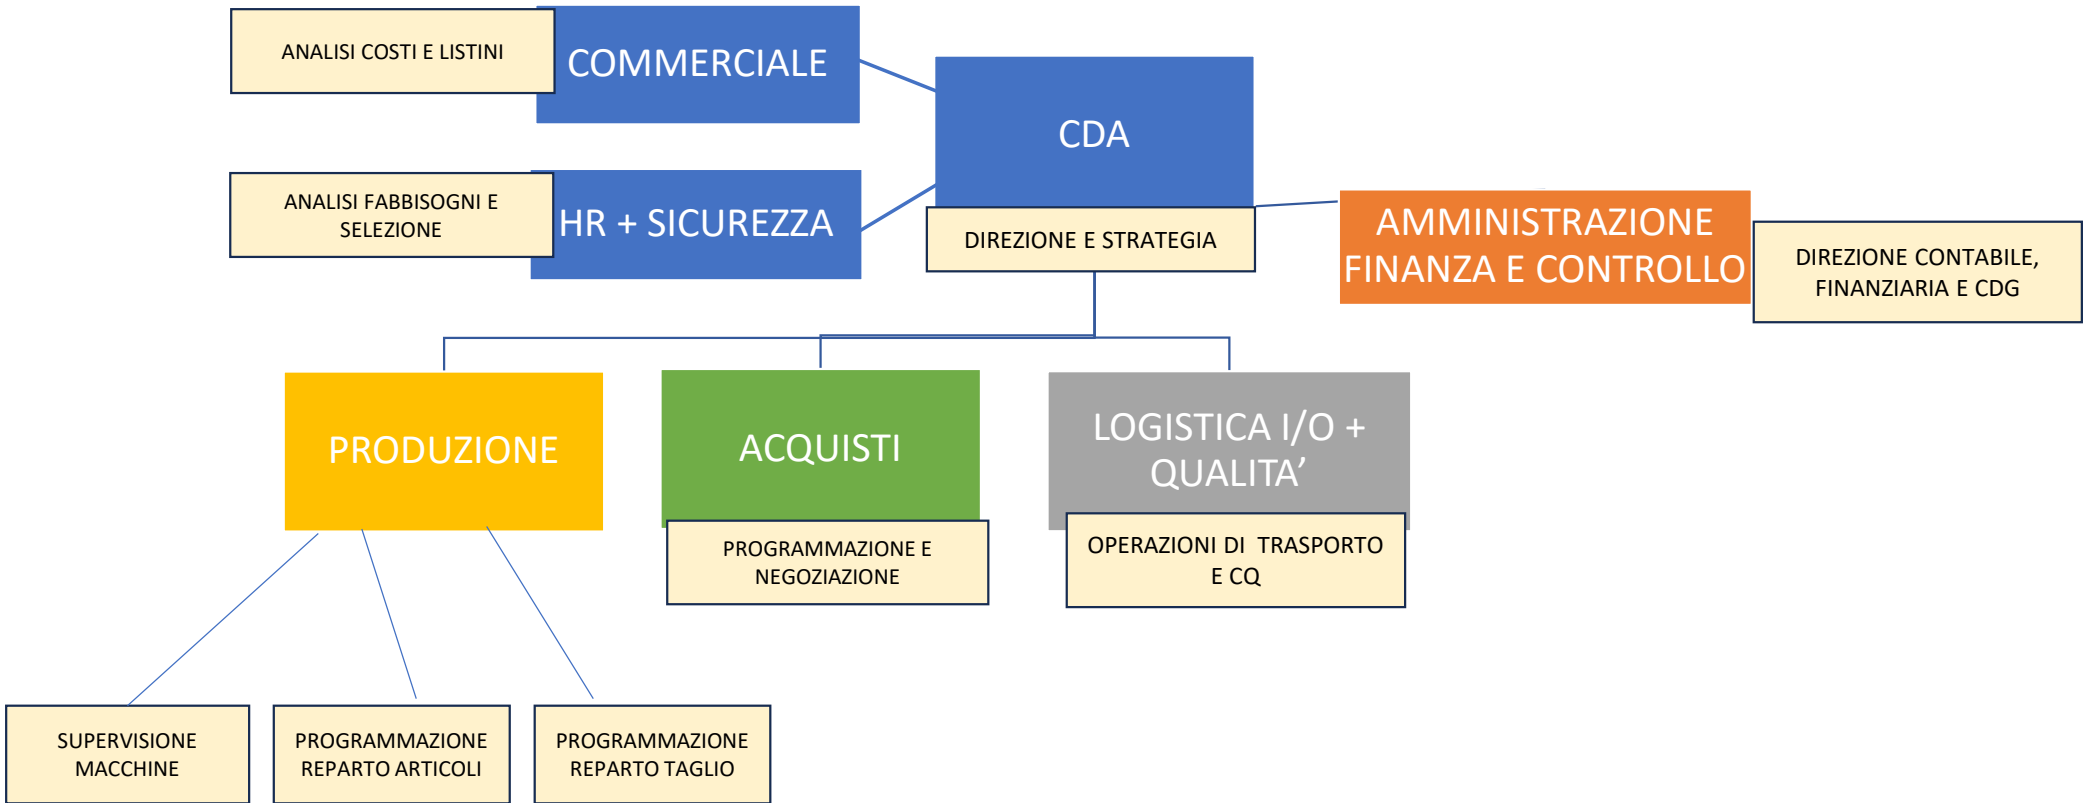 ANALISI COSTI E LISTINI
COMMERCIALE
CDA
ANALISI FABBISOGNI E
SELEZIONE
HR + SICUREZZA
DIREZIONE E STRATEGIA
AMMINISTRAZIONE
FINANZA E CONTROLLO
DIREZIONE CONTABILE,
FINANZIARIA E CDG
PRODUZIONE
ACQUISTI
LOGISTICA I/O +
QUALITA’
PROGRAMMAZIONE E
NEGOZIAZIONE
OPERAZIONI DI TRASPORTO
E CQ
SUPERVISIONE
MACCHINE
PROGRAMMAZIONE
REPARTO ARTICOLI
PROGRAMMAZIONE
REPARTO TAGLIO